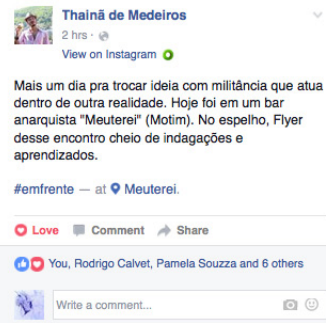 Thainã de Medeiros
2 hrs ·
View on Instagram
Mais um dia pra trocar ideia com militância que atua
dentro de outra realidade. Hoje foi em um bar
anarquista "Meuterei" (Motim). No espelho, Flyer
desse encontro cheio de indagações e
aprendizados.
#emfrente — at Meuterei.
Love Comment Share
You, Rodrigo Calvet, Pamela Souzza and 6 others
Write a comment...